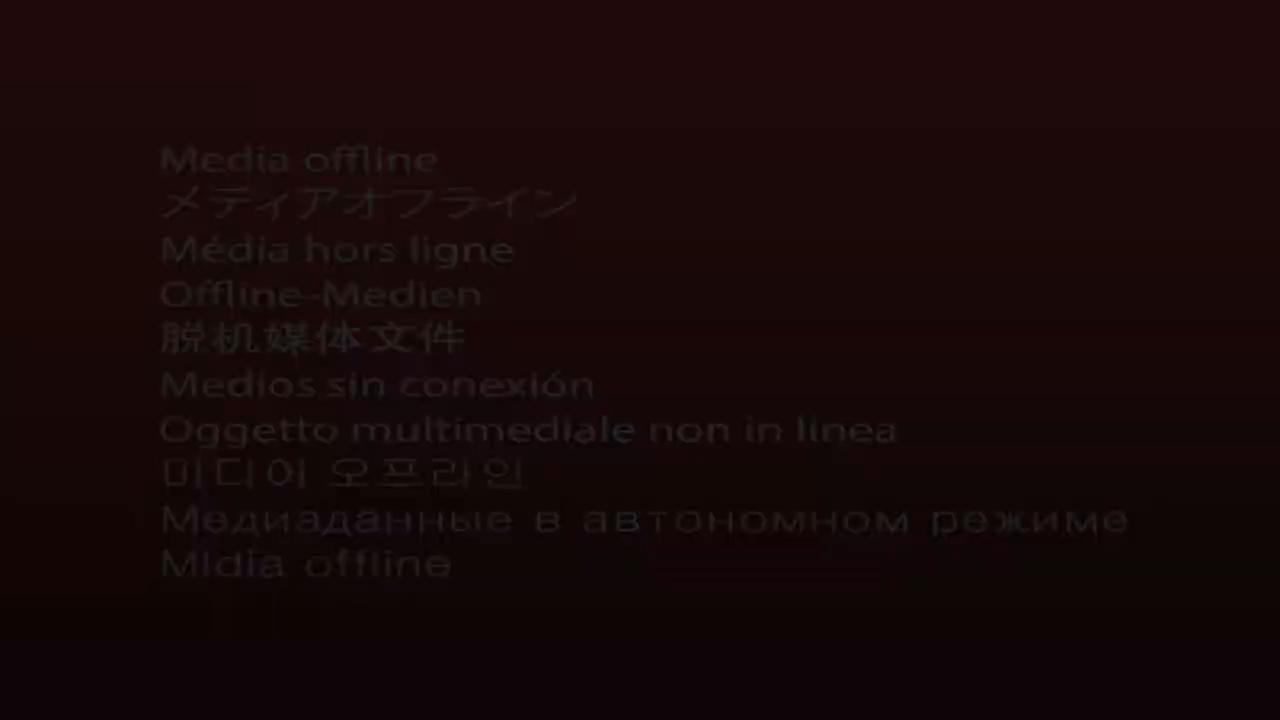 Media offline
メディアオフライン
Média hors ligne
Offline-Medien
脱机媒体文件
Medios sin conexión
Oggetto multimediale non in linea
미디어 오프라인
Медиаданные в автономном режиме
Mídia offline